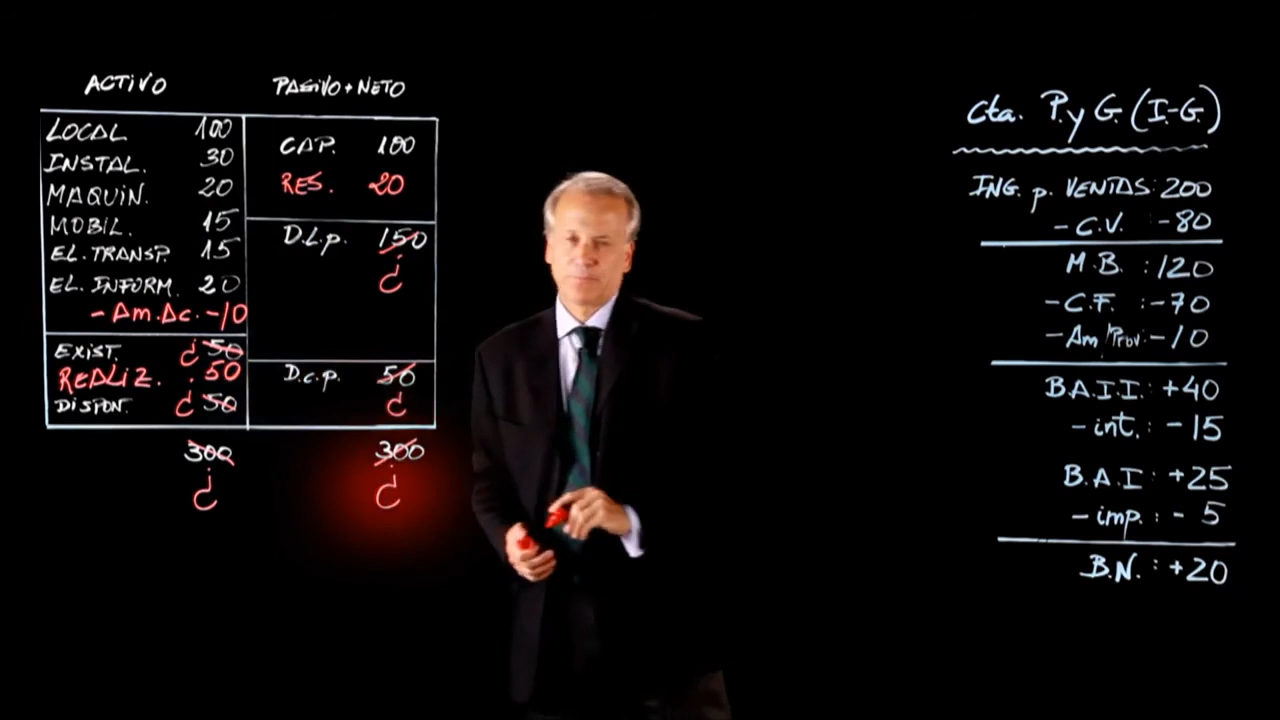 ACTIVO
PASIVO+NETO
LOCAL 100
INSTAL. 30
MAQUIN. 20
MOBIL. 15
EL.TRANSP. 15
EL.INFORM. 20
-Am.Ac. -10
EXIST. ¿ 50
REALIZ. 50
DISPON. ¿ 50
300
¿
CAP. 100
RES. 20
D.L.p. 150
¿
D.c.p. 50
¿
300
¿
Cta. P.yG.(I-G.)
ING. p. VENTAS: 200
- C.V. : -80
M.B. : 120
- C.F. : -70
- Am/Prov: -10
B.A.I.I.: +40
- int. : -15
B.A.I: +25
- imp. : - 5
B.N. : +20